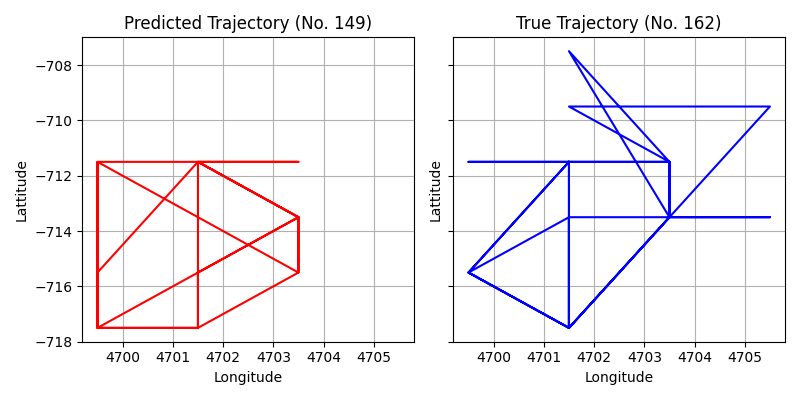 Predicted Trajectory (No. 149)
True Trajectory (No. 162)
Lattitude
−708
−710
−712
−714
−716
−718
4700 4701 4702 4703 4704 4705
Longitude
Lattitude
4700 4701 4702 4703 4704 4705
Longitude